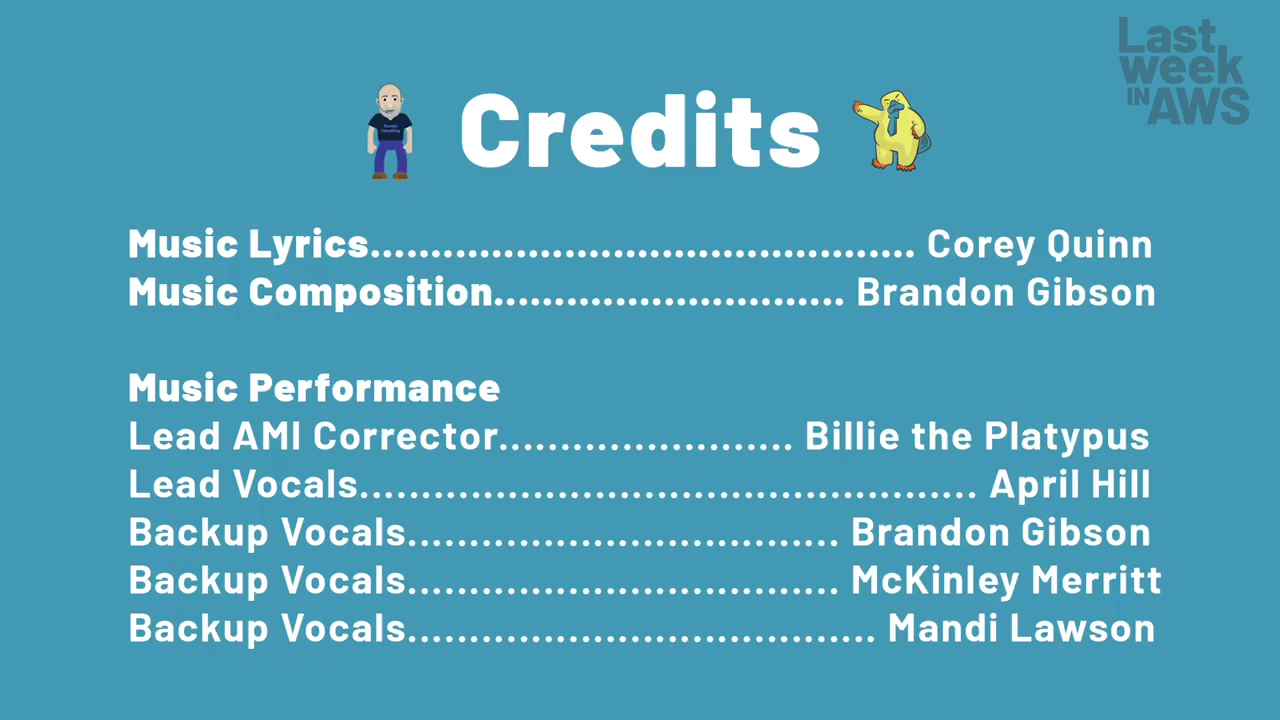 Last
week
IN AWS
Credits
Music Lyrics............................................. Corey Quinn
Music Composition............................. Brandon Gibson
Music Performance
Lead AMI Corrector........................ Billie the Platypus
Lead Vocals................................................... April Hill
Backup Vocals.................................... Brandon Gibson
Backup Vocals.................................... McKinley Merritt
Backup Vocals....................................... Mandi Lawson